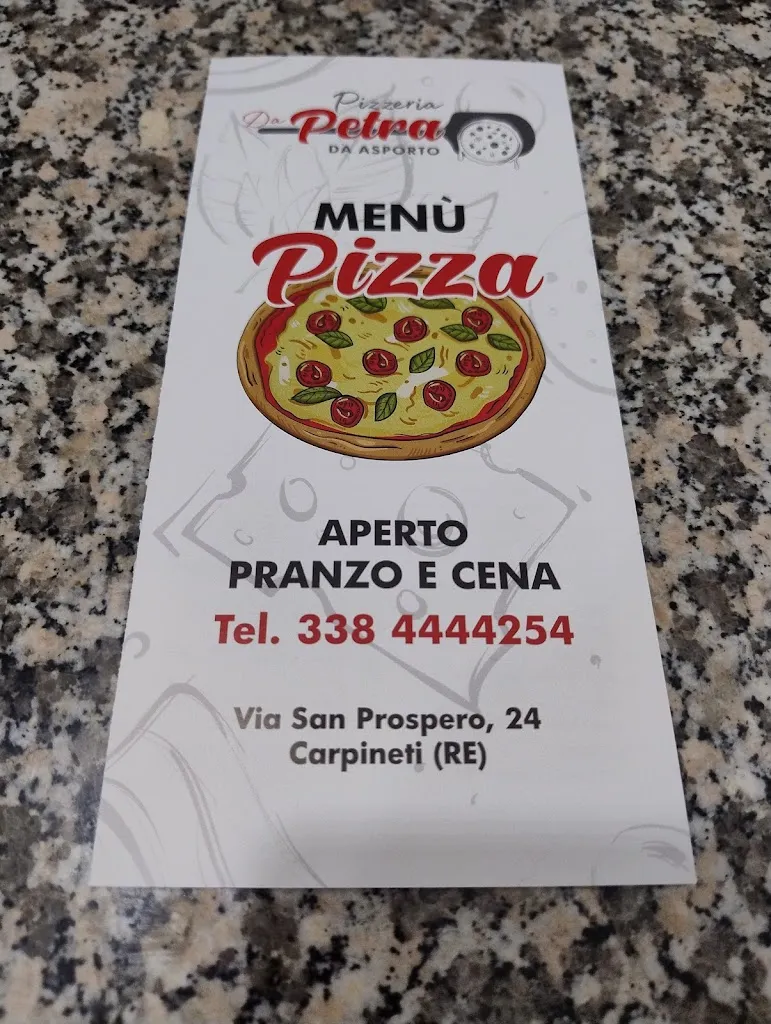 Pizzeria
Da Petra
DA ASPORTO
MENÙ
Pizza
APERTO
PRANZO E CENA
Tel. 338 4444254
Via San Prospero, 24
Carpineti (RE)